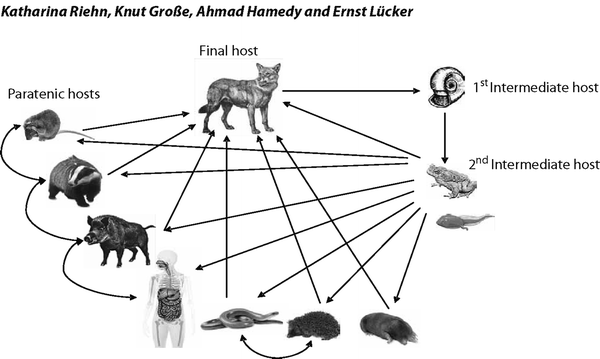 Katharina Riehn, Knut Große, Ahmad Hamedy and Ernst Lücker
Final host
Paratenic hosts
1st Intermediate host
2nd Intermediate host